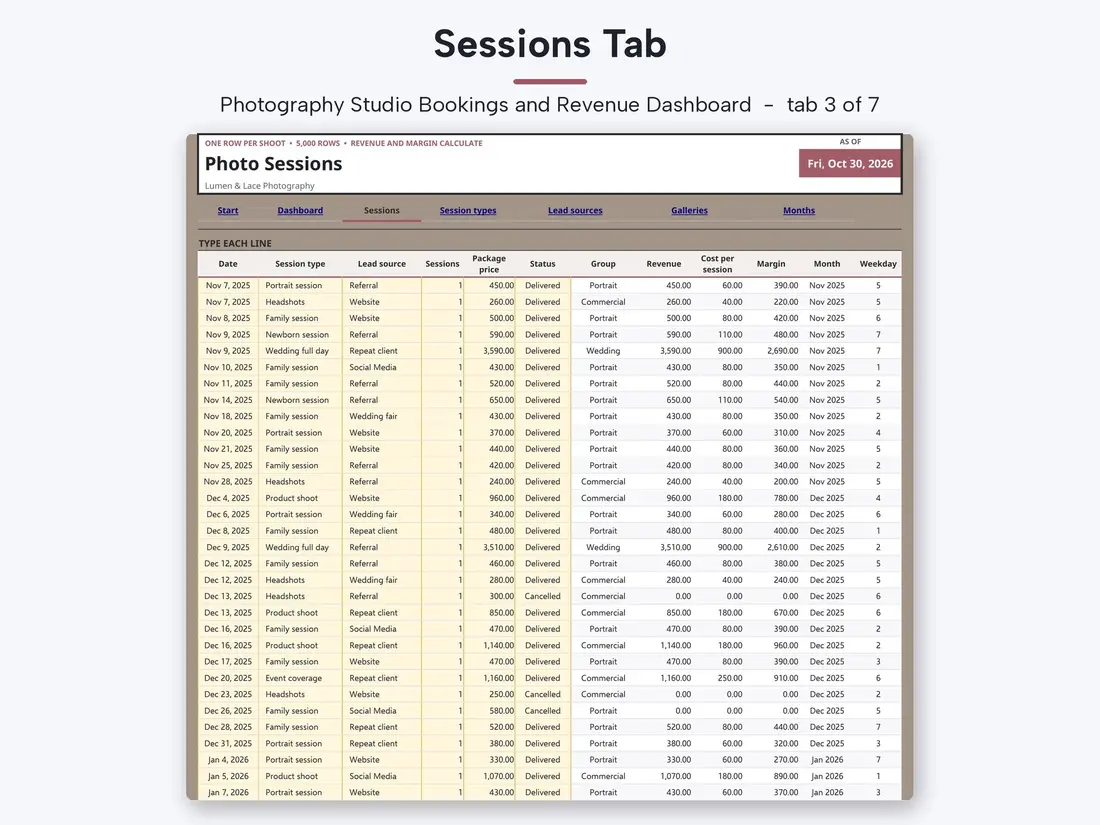 Sessions Tab
Photography Studio Bookings and Revenue Dashboard - tab 3 of 7
ONE ROW PER SHOOT • 5,000 ROWS • REVENUE AND MARGIN CALCULATE
AS OF
Photo Sessions
Fri, Oct 30, 2026
Lumen & Lace Photography
Start Dashboard Sessions Session types Lead sources Galleries Months
TYPE EACH LINE
Date Session type Lead source Sessions Package price Status Group Revenue Cost per session Margin Month Weekday
Nov 7, 2025 Portrait session Referral 1 450.00 Delivered Portrait 450.00 60.00 390.00 Nov 2025 5
Nov 7, 2025 Headshots Website 1 260.00 Delivered Commercial 260.00 40.00 220.00 Nov 2025 5
Nov 8, 2025 Family session Website 1 500.00 Delivered Portrait 500.00 80.00 420.00 Nov 2025 6
Nov 9, 2025 Newborn session Referral 1 590.00 Delivered Portrait 590.00 110.00 480.00 Nov 2025 7
Nov 9, 2025 Wedding full day Repeat client 1 3,590.00 Delivered Wedding 3,590.00 900.00 2,690.00 Nov 2025 7
Nov 10, 2025 Family session Social Media 1 430.00 Delivered Portrait 430.00 80.00 350.00 Nov 2025 1
Nov 11, 2025 Family session Referral 1 520.00 Delivered Portrait 520.00 80.00 440.00 Nov 2025 2
Nov 14, 2025 Newborn session Referral 1 650.00 Delivered Portrait 650.00 110.00 540.00 Nov 2025 5
Nov 18, 2025 Family session Wedding fair 1 430.00 Delivered Portrait 430.00 80.00 350.00 Nov 2025 2
Nov 20, 2025 Portrait session Website 1 370.00 Delivered Portrait 370.00 60.00 310.00 Nov 2025 4
Nov 21, 2025 Family session Website 1 440.00 Delivered Portrait 440.00 80.00 360.00 Nov 2025 5
Nov 25, 2025 Family session Referral 1 420.00 Delivered Portrait 420.00 80.00 340.00 Nov 2025 2
Nov 28, 2025 Headshots Referral 1 240.00 Delivered Commercial 240.00 40.00 200.00 Nov 2025 5
Dec 4, 2025 Product shoot Website 1 960.00 Delivered Commercial 960.00 180.00 780.00 Dec 2025 4
Dec 6, 2025 Portrait session Wedding fair 1 340.00 Delivered Portrait 340.00 60.00 280.00 Dec 2025 6
Dec 8, 2025 Family session Repeat client 1 480.00 Delivered Portrait 480.00 80.00 400.00 Dec 2025 1
Dec 9, 2025 Wedding full day Referral 1 3,510.00 Delivered Wedding 3,510.00 900.00 2,610.00 Dec 2025 2
Dec 12, 2025 Family session Referral 1 460.00 Delivered Portrait 460.00 80.00 380.00 Dec 2025 5
Dec 12, 2025 Headshots Wedding fair 1 280.00 Delivered Commercial 280.00 40.00 240.00 Dec 2025 5
Dec 13, 2025 Headshots Referral 1 300.00 Cancelled Commercial 0.00 0.00 0.00 Dec 2025 6
Dec 13, 2025 Product shoot Repeat client 1 850.00 Delivered Commercial 850.00 180.00 670.00 Dec 2025 6
Dec 16, 2025 Family session Social Media 1 470.00 Delivered Portrait 470.00 80.00 390.00 Dec 2025 2
Dec 16, 2025 Product shoot Repeat client 1 1,140.00 Delivered Commercial 1,140.00 180.00 960.00 Dec 2025 2
Dec 17, 2025 Family session Website 1 470.00 Delivered Portrait 470.00 80.00 390.00 Dec 2025 3
Dec 20, 2025 Event coverage Repeat client 1 1,160.00 Delivered Commercial 1,160.00 250.00 910.00 Dec 2025 6
Dec 23, 2025 Headshots Website 1 250.00 Cancelled Commercial 0.00 0.00 0.00 Dec 2025 2
Dec 26, 2025 Family session Social Media 1 580.00 Cancelled Portrait 0.00 0.00 0.00 Dec 2025 5
Dec 28, 2025 Family session Repeat client 1 520.00 Delivered Portrait 520.00 80.00 440.00 Dec 2025 7
Dec 31, 2025 Portrait session Repeat client 1 380.00 Delivered Portrait 380.00 60.00 320.00 Dec 2025 3
Jan 4, 2026 Portrait session Website 1 330.00 Delivered Portrait 330.00 60.00 270.00 Jan 2026 7
Jan 5, 2026 Product shoot Social Media 1 1,070.00 Delivered Commercial 1,070.00 180.00 890.00 Jan 2026 1
Jan 7, 2026 Portrait session Website 1 430.00 Delivered Portrait 430.00 60.00 370.00 Jan 2026 3